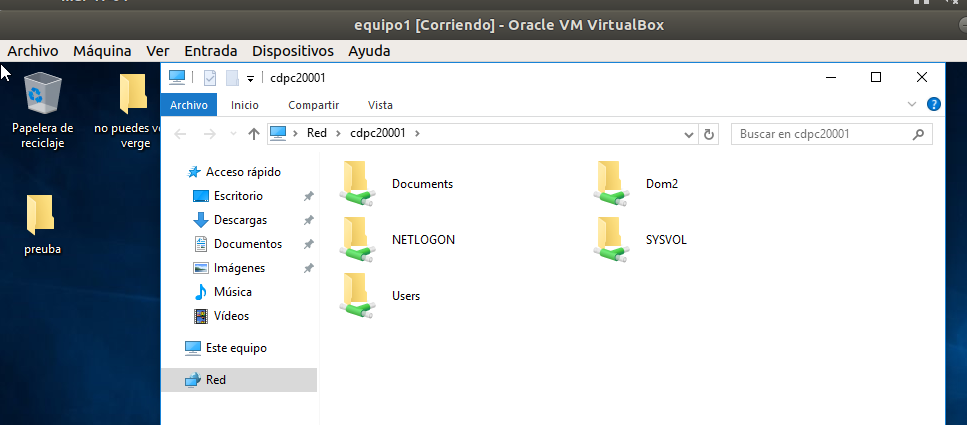 equipo1 [Corriendo] - Oracle VM VirtualBox
Archivo Máquina Ver Entrada Dispositivos Ayuda
Papelera de
reciclaje
no puedes v
verge
preuba
cdpc20001
Archivo Inicio Compartir Vista
Red cdpc20001
Buscar en cdpc20001
Acceso rápido
Escritorio
Descargas
Documentos
Imágenes
Música
Vídeos
Este equipo
Red
Documents
Dom2
NETLOGON
SYSVOL
Users